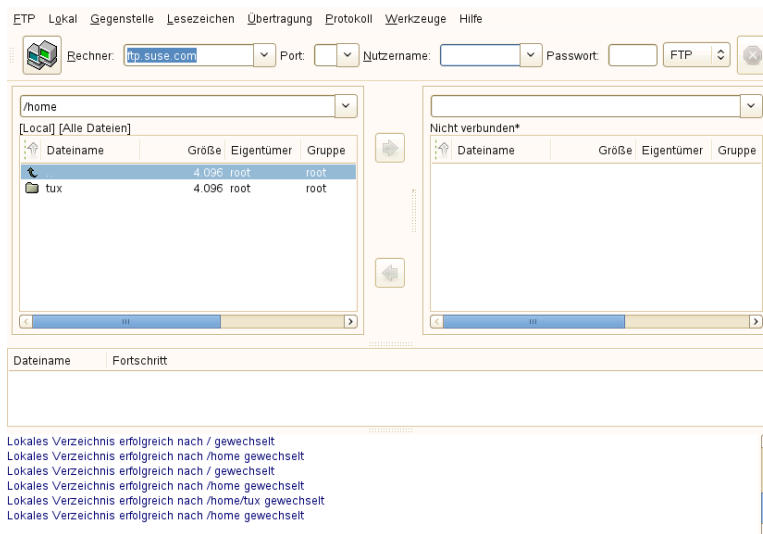 FTP Lokal Gegenstelle Lesezeichen Übertragung Protokoll Werkzeuge Hilfe
Rechner: ftp.suse.com Port: Nutzername: Passwort: FTP
/home
[Local] [Alle Dateien]
Dateiname Größe Eigentümer Gruppe
.. 4.096 root root
tux 4.096 root root
Nicht verbunden*
Dateiname Größe Eigentümer Gruppe
Dateiname Fortschritt
Lokales Verzeichnis erfolgreich nach / gewechselt
Lokales Verzeichnis erfolgreich nach /home gewechselt
Lokales Verzeichnis erfolgreich nach / gewechselt
Lokales Verzeichnis erfolgreich nach /home gewechselt
Lokales Verzeichnis erfolgreich nach /home/tux gewechselt
Lokales Verzeichnis erfolgreich nach /home gewechselt